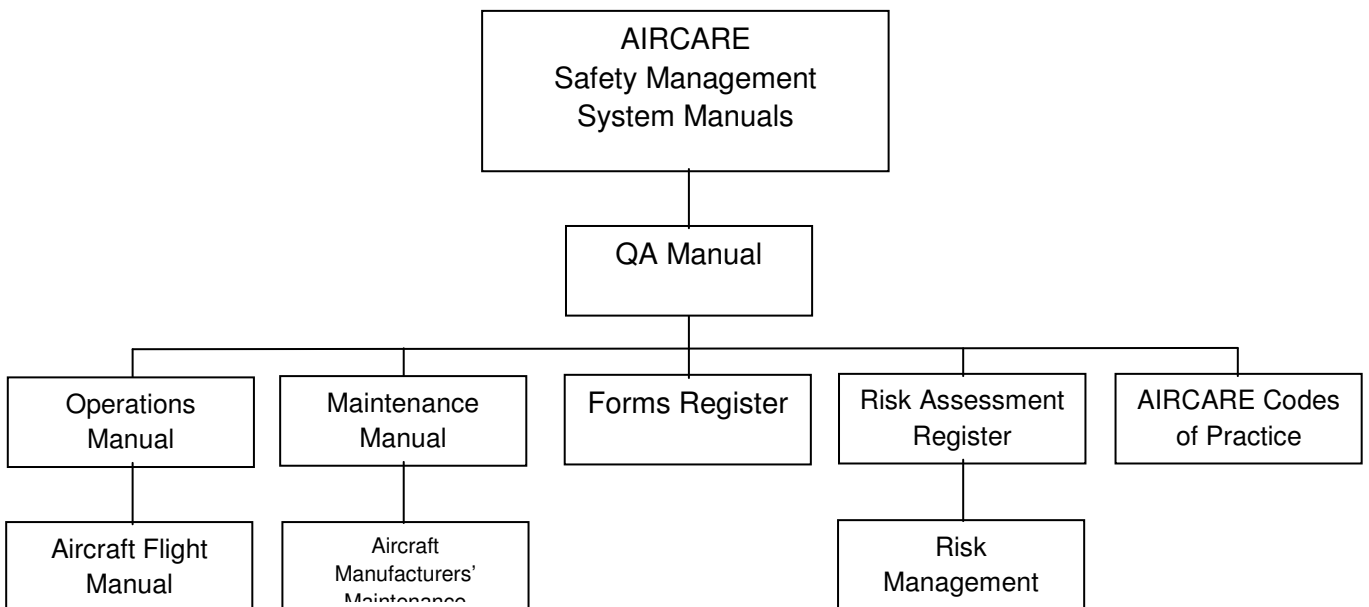 AIRCARE
Safety Management
System Manuals
QA Manual
Operations
Manual
Maintenance
Manual
Forms Register
Risk Assessment
Register
AIRCARE Codes
of Practice
Aircraft Flight
Manual
Aircraft
Manufacturers’
Maintenance
Risk
Management